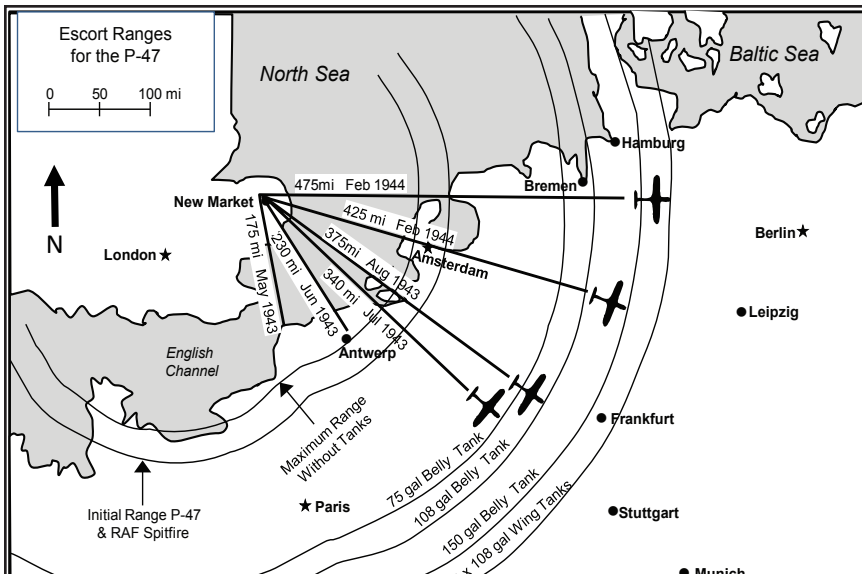 Escort Ranges
for the P-47
0 50 100 mi
North Sea
Baltic Sea
Hamburg
Bremen
475mi Feb 1944
New Market
425 mi Feb 1944
375mi Aug 1943
340 mi Jul 1943
230 mi Jun 1943
175 mi May 1943
N
London
Amsterdam
Berlin
Leipzig
Antwerp
English
Channel
Maximum Range
Without Tanks
Frankfurt
75 gal Belly Tank
108 gal Belly Tank
150 gal Belly Tank
x 108 gal Wing Tanks
Paris
Initial Range P-47
& RAF Spitfire
Stuttgart
Munich